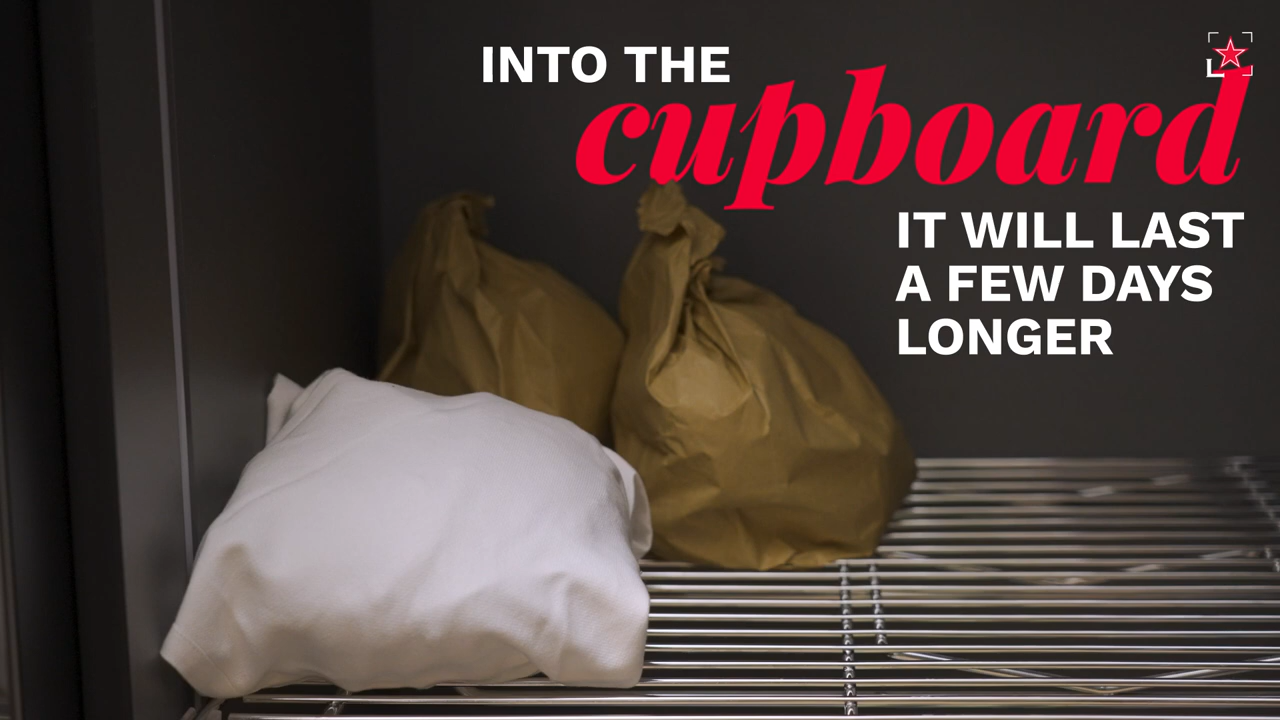 INTO THE
cupboard
IT WILL LAST
A FEW DAYS
LONGER